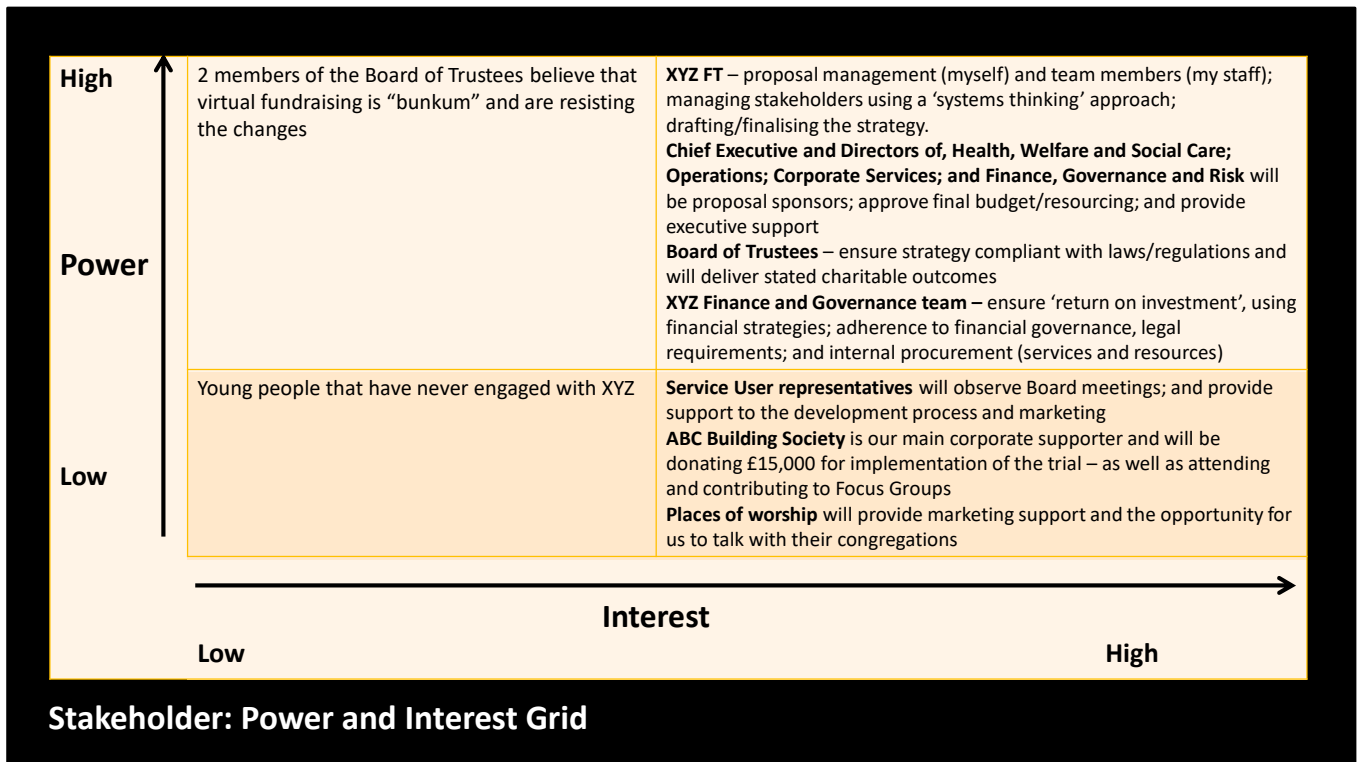 High
2 members of the Board of Trustees believe that
virtual fundraising is “bunkum” and are resisting
the changes
XYZ FT – proposal management (myself) and team members (my staff);
managing stakeholders using a ‘systems thinking’ approach;
drafting/finalising the strategy.
Chief Executive and Directors of, Health, Welfare and Social Care;
Operations; Corporate Services; and Finance, Governance and Risk will
be proposal sponsors; approve final budget/resourcing; and provide
executive support
Board of Trustees – ensure strategy compliant with laws/regulations and
will deliver stated charitable outcomes
XYZ Finance and Governance team – ensure ‘return on investment’, using
financial strategies; adherence to financial governance, legal
requirements; and internal procurement (services and resources)
Power
Low
Young people that have never engaged with XYZ
Service User representatives will observe Board meetings; and provide
support to the development process and marketing
ABC Building Society is our main corporate supporter and will be
donating £15,000 for implementation of the trial – as well as attending
and contributing to Focus Groups
Places of worship will provide marketing support and the opportunity for
us to talk with their congregations
Interest
Low
High
Stakeholder: Power and Interest Grid